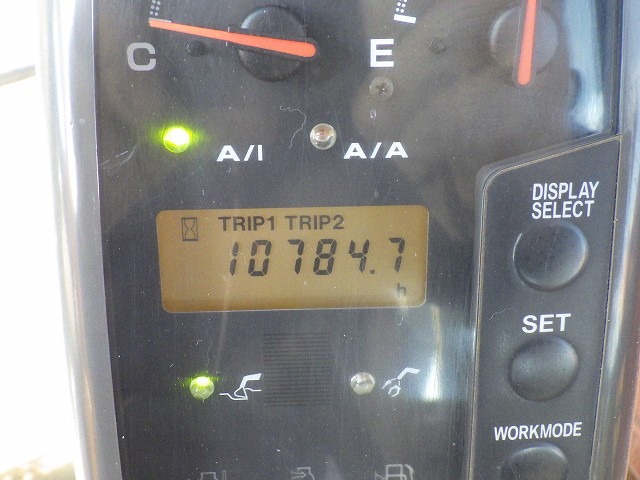 C E
A/I A/A
DISPLAY
SELECT
TRIP1 TRIP2
10784.7
h
SET
WORKMODE